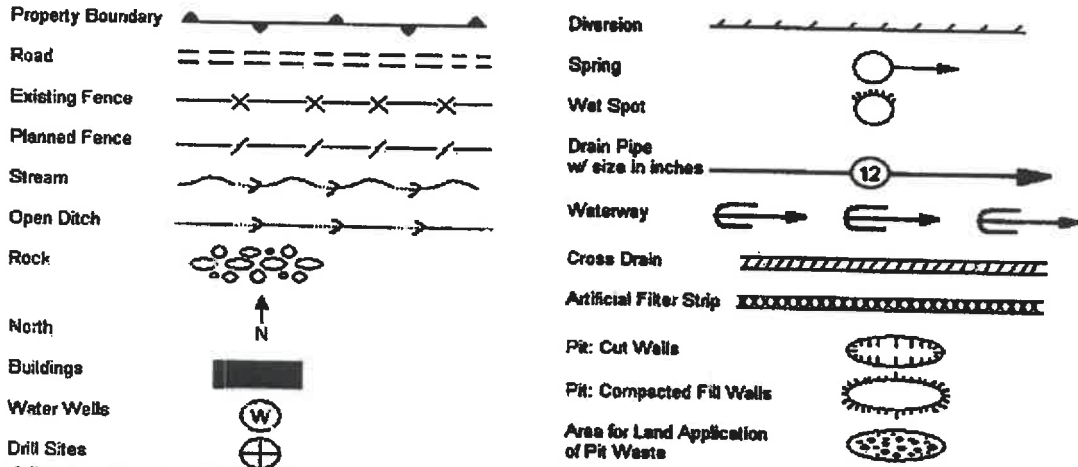 Property Boundary
Road
Existing Fence
Planned Fence
Stream
Open Ditch
Rock
North
N
Buildings
Water Wells
W
Drill Sites
Diversion
Spring
Wet Spot
Drain Pipe
w/ size in inches
12
Waterway
Cross Drain
Artificial Filter Strip
Pit: Cut Walls
Pit: Compacted Fill Walls
Area for Land Application
of Pit Waste